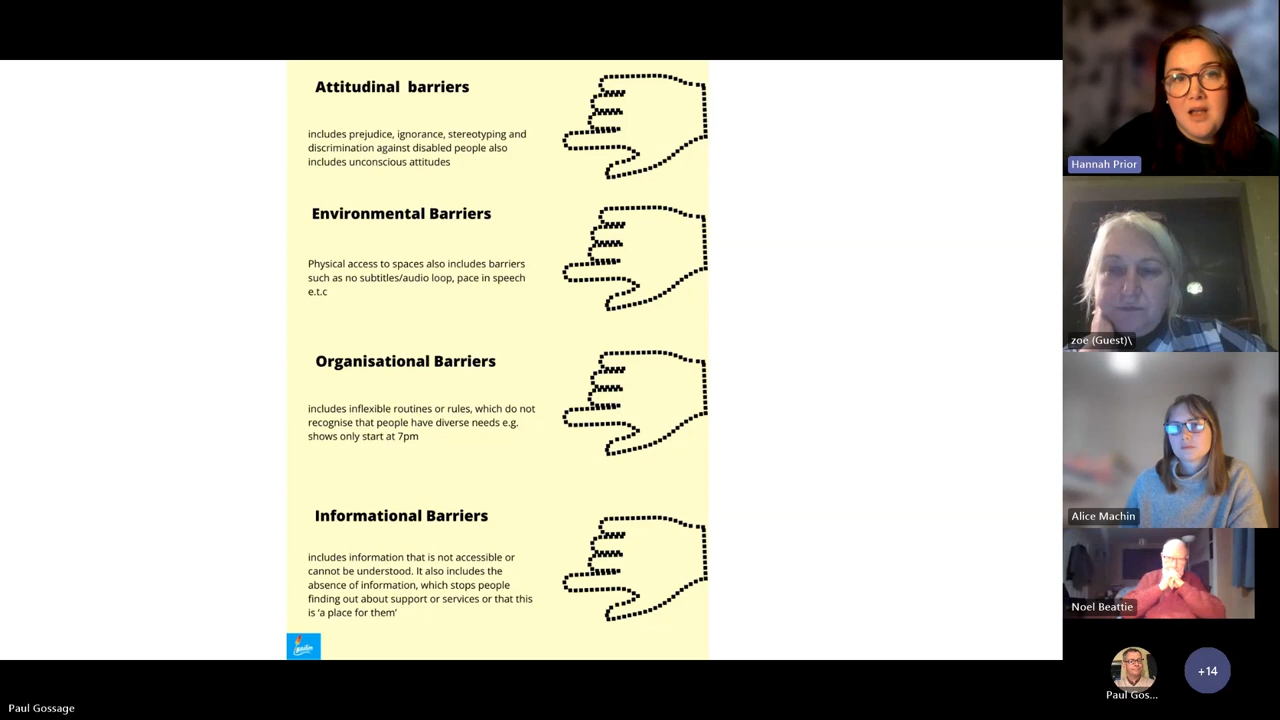 Attitudinal barriers
includes prejudice, ignorance, stereotyping and
discrimination against disabled people also
includes unconscious attitudes
Environmental Barriers
Physical access to spaces also includes barriers
such as no subtitles/audio loop, pace in speech
e.t.c
Organisational Barriers
includes inflexible routines or rules, which do not
recognise that people have diverse needs e.g.
shows only start at 7pm
Informational Barriers
includes information that is not accessible or
cannot be understood. It also includes the
absence of information, which stops people
finding out about support or services or that this
is ‘a place for them’
Hannah Prior
zoe (Guest)\
Alice Machin
Noel Beattie
Paul Gos...
+14
Paul Gossage